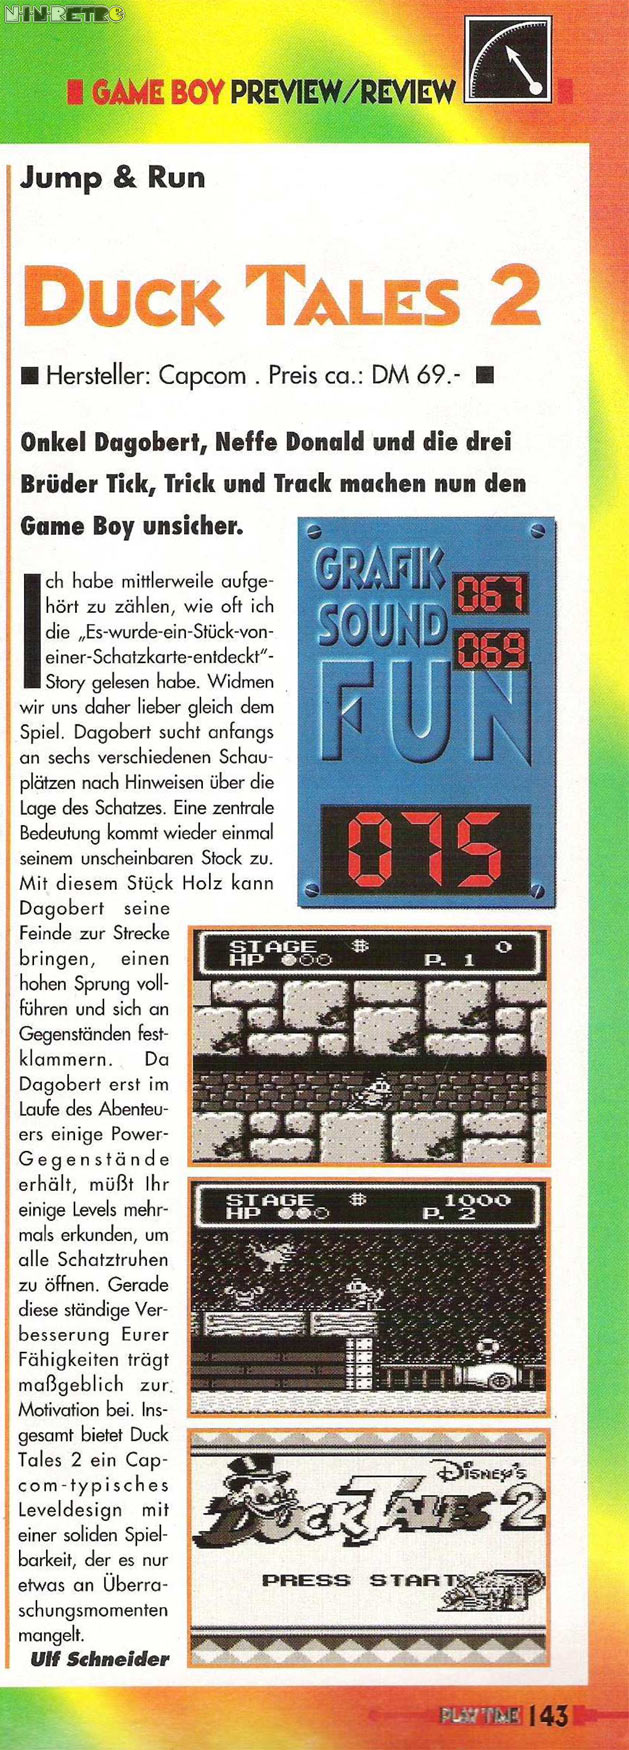 N-I-N-RETRO
GAME BOY PREVIEW/REVIEW
Jump & Run
DUCK TALES 2
Hersteller: Capcom . Preis ca.: DM 69.-
Onkel Dagobert, Neffe Donald und die drei
Brüder Tick, Trick und Track machen nun den
Game Boy unsicher.
Ich habe mittlerweile aufge-
hört zu zählen, wie oft ich
die „Es-wurde-ein-Stück-von-
einer-Schatzkarte-entdeckt“-
Story gelesen habe. Widmen
wir uns daher lieber gleich dem
Spiel. Dagobert sucht anfangs
an sechs verschiedenen Schau-
plätzen nach Hinweisen über die
Lage des Schatzes. Eine zentrale
Bedeutung kommt wieder einmal
seinem unscheinbaren Stock zu.
Mit diesem Stück Holz kann
Dagobert seine
Feinde zur Strecke
bringen, einen
hohen Sprung voll-
führen und sich an
Gegenständen fest-
klammern. Da
Dagobert erst im
Laufe des Abenteu-
ers einige Power-
Gegenstände
erhält, müßt Ihr
einige Levels mehr-
mals erkunden, um
alle Schatztruhen
zu öffnen. Gerade
diese ständige Ver-
besserung Eurer
Fähigkeiten trägt
maßgeblich zur
Motivation bei. Ins-
gesamt bietet Duck
Tales 2 ein Cap-
com-typisches
Leveldesign mit
einer soliden Spiel-
barkeit, der es nur
etwas an Überra-
schungsmomenten
mangelt.
Ulf Schneider
GRAFIK 067
SOUND 069
FUN
075
STAGE # 0
HP P. 1
STAGE # 1000
HP P. 2
DISNEY'S
DUCK TALES 2
PRESS START
PLAY TIME 143